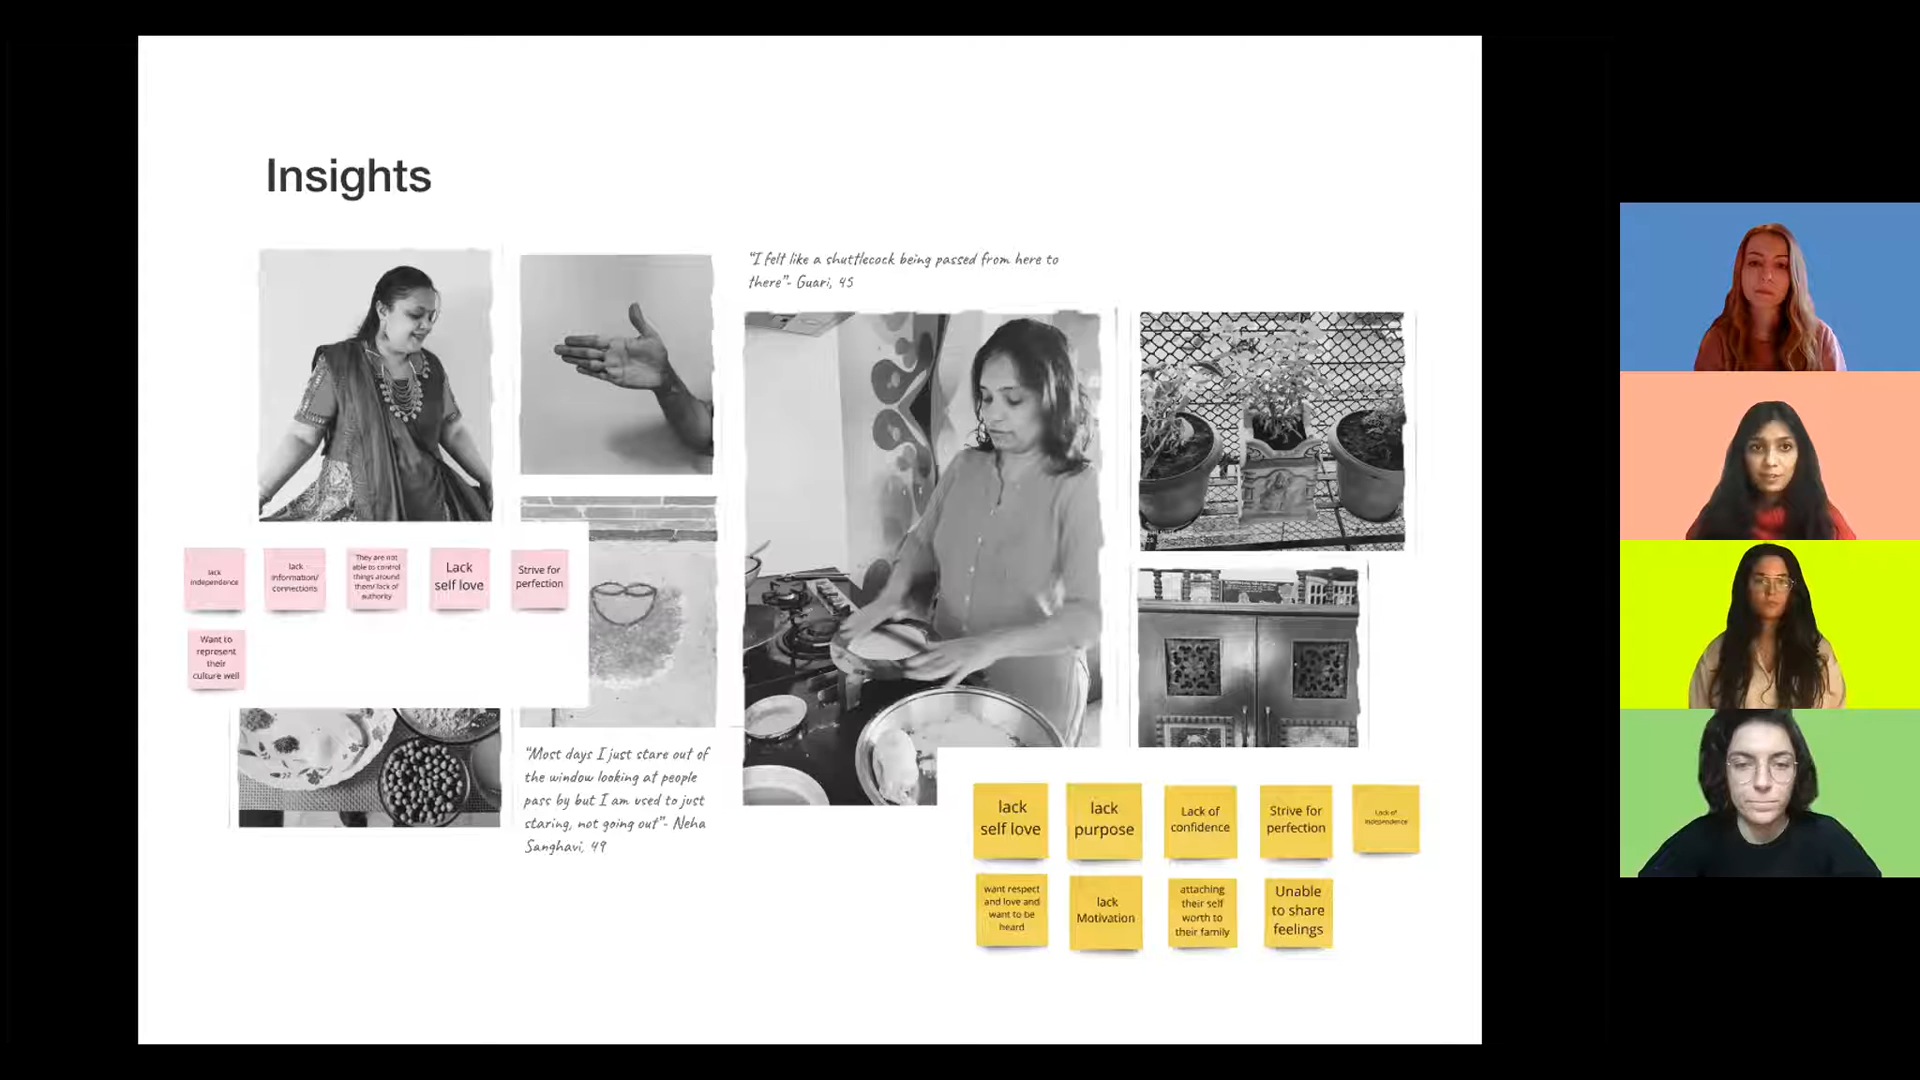 Insights
"I felt like a shuttlecock being passed from here to
there"- Guari, 45
lack
independence
lack
information/
connections
They are not
able to control
things around
them/ lack of
authority
Lack
self love
Strive for
perfection
Want to
represent
their
culture well
"Most days I just stare out of
the window looking at people
pass by but I am used to just
staring, not going out"- Neha
Sanghavi, 49
lack
self love
lack
purpose
Lack of
confidence
Strive for
perfection
Lack of
independence
want respect
and love and
want to be
heard
lack
Motivation
attaching
their self
worth to
their family
Unable
to share
feelings